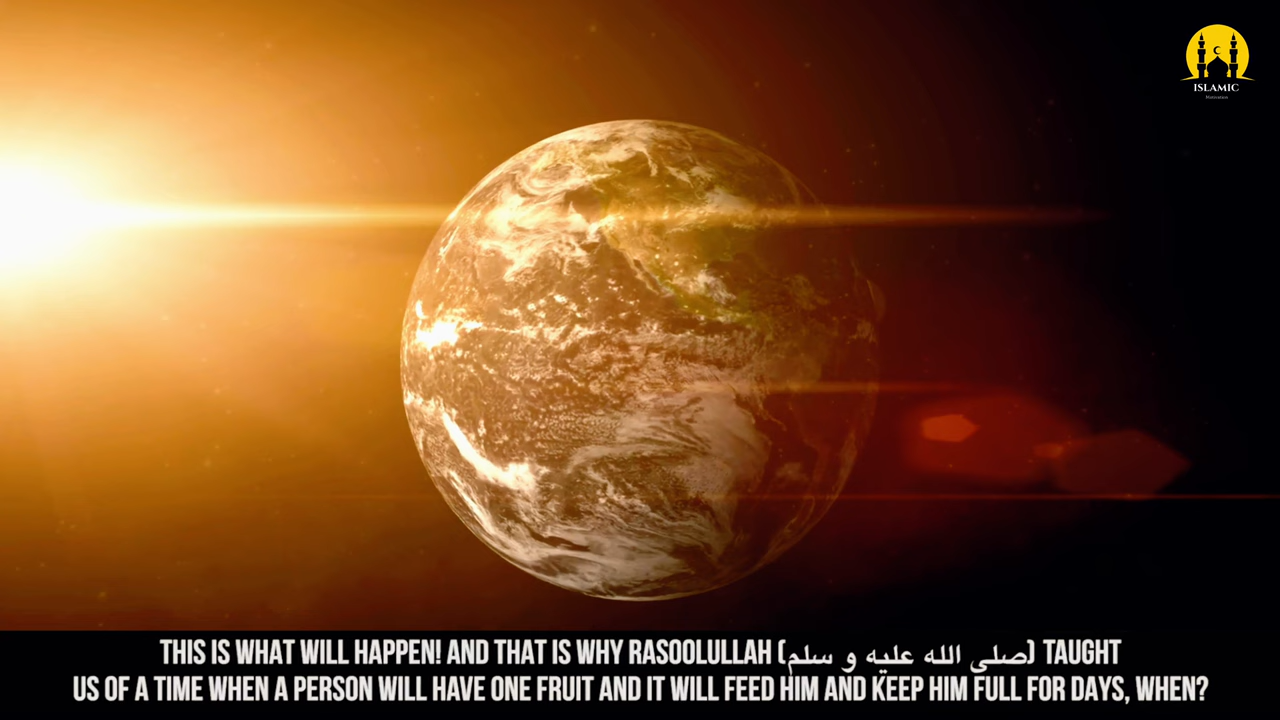 ISLAMIC
Motivation
THIS IS WHAT WILL HAPPEN! AND THAT IS WHY RASOOLULLAH (صلى الله عليه و سلم) TAUGHT
US OF A TIME WHEN A PERSON WILL HAVE ONE FRUIT AND IT WILL FEED HIM AND KEEP HIM FULL FOR DAYS, WHEN?